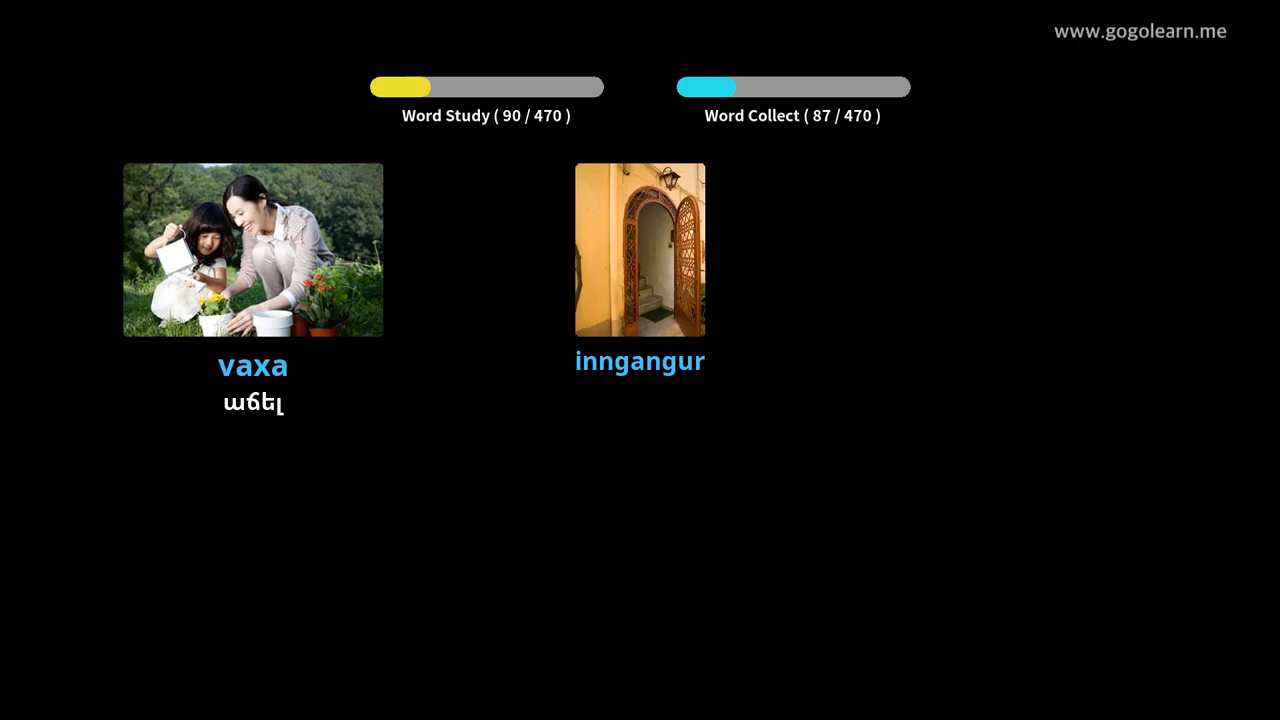 www.gogolearn.me
Word Study ( 90 / 470 )
Word Collect ( 87 / 470 )
vaxa
աճել
inngangur